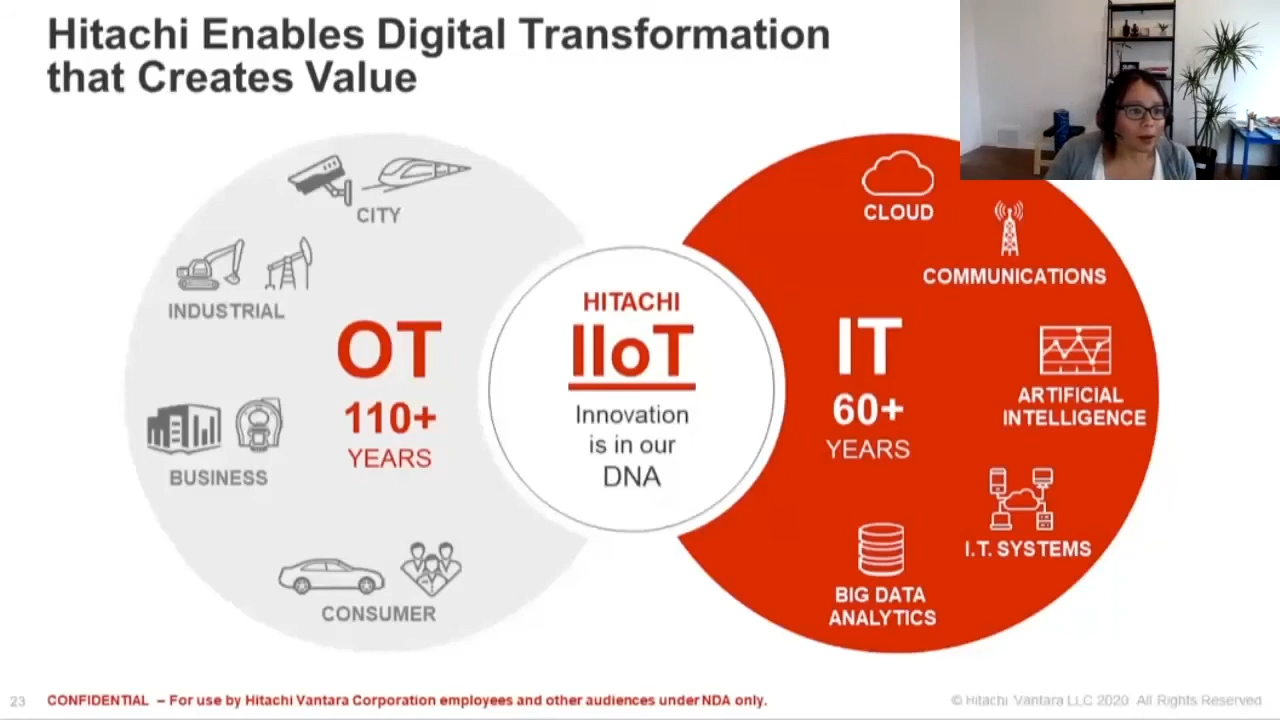 Hitachi Enables Digital Transformation
that Creates Value
CITY
INDUSTRIAL
OT
110+
YEARS
BUSINESS
CONSUMER
HITACHI
IIoT
Innovation
is in our
DNA
CLOUD
COMMUNICATIONS
IT
60+
YEARS
ARTIFICIAL
INTELLIGENCE
I.T. SYSTEMS
BIG DATA
ANALYTICS
23
CONFIDENTIAL – For use by Hitachi Vantara Corporation employees and other audiences under NDA only.
© Hitachi Vantara LLC 2020 All Rights Reserved